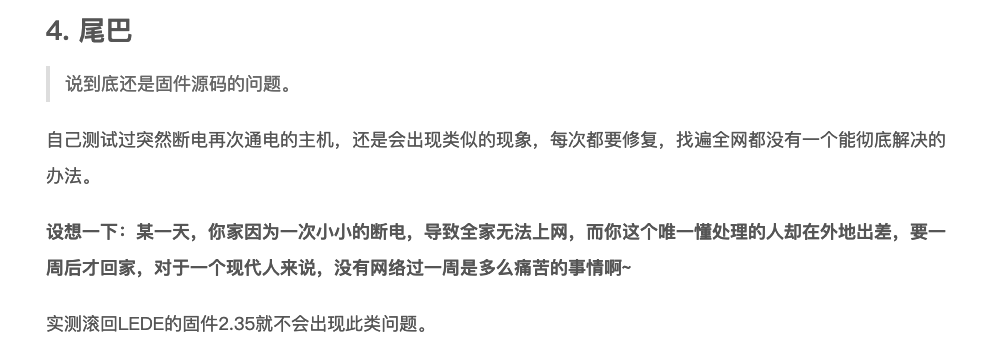 4. 尾巴
说到底还是固件源码的问题。
自己测试过突然断电再次通电的主机，还是会出现类似的现象，每次都要修复，找遍全网都没有一个能彻底解决的
办法。
设想一下：某一天，你家因为一次小小的断电，导致全家无法上网，而你这个唯一懂处理的人却在外地出差，要一
周后才回家，对于一个现代人来说，没有网络过一周是多么痛苦的事情啊~
实测滚回LEDE的固件2.35就不会出现此类问题。